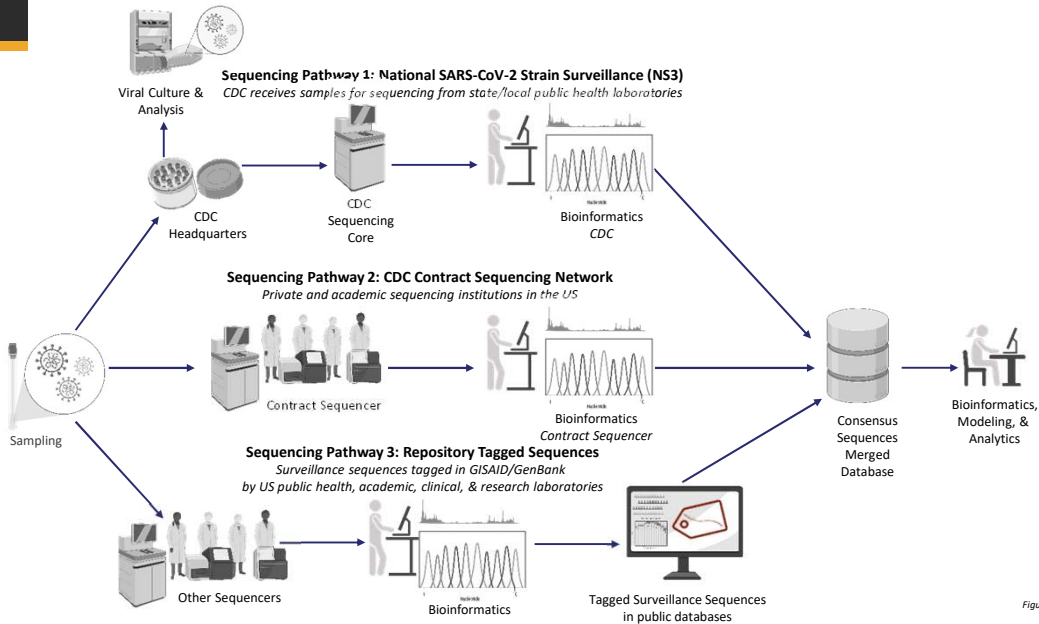 Sequencing Pathway 1: National SARS-CoV-2 Strain Surveillance (NS3)
CDC receives samples for sequencing from state/local public health laboratories
Viral Culture &
Analysis
CDC
Headquarters
CDC
Sequencing
Core
Bioinformatics
CDC
Sequencing Pathway 2: CDC Contract Sequencing Network
Private and academic sequencing institutions in the US
Sampling
Contract Sequencer
Bioinformatics
Contract Sequencer
Consensus
Sequences
Merged
Database
Bioinformatics,
Modeling, &
Analytics
Sequencing Pathway 3: Repository Tagged Sequences
Surveillance sequences tagged in GISAID/GenBank
by US public health, academic, clinical, & research laboratories
Other Sequencers
Bioinformatics
Tagged Surveillance Sequences
in public databases
Figu